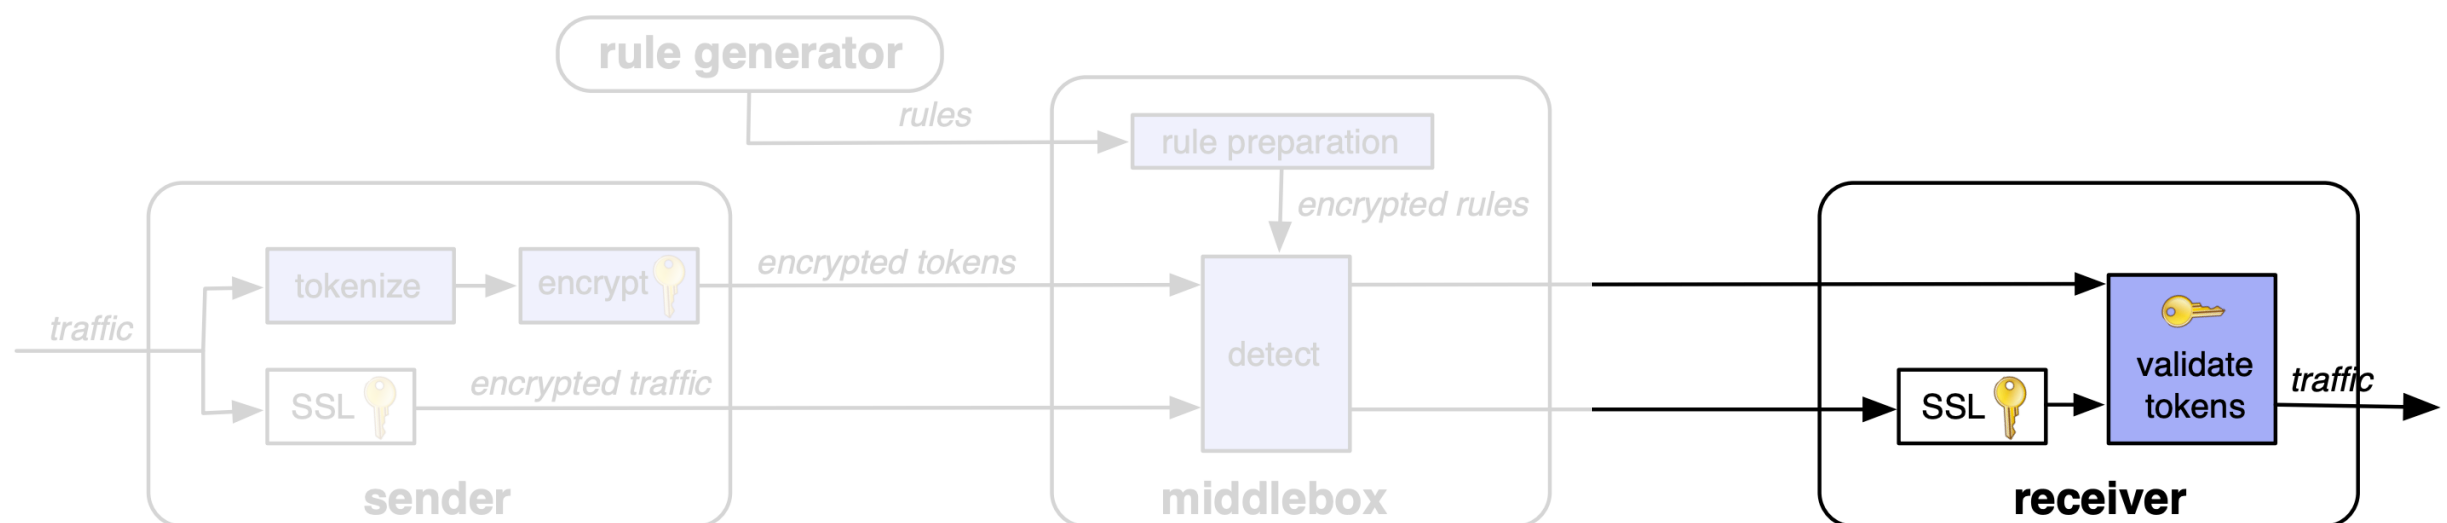 rule generator
rules
rule preparation
encrypted rules
tokenize
encrypt
encrypted tokens
traffic
detect
validate
tokens
traffic
SSL
encrypted traffic
SSL
sender
middlebox
receiver